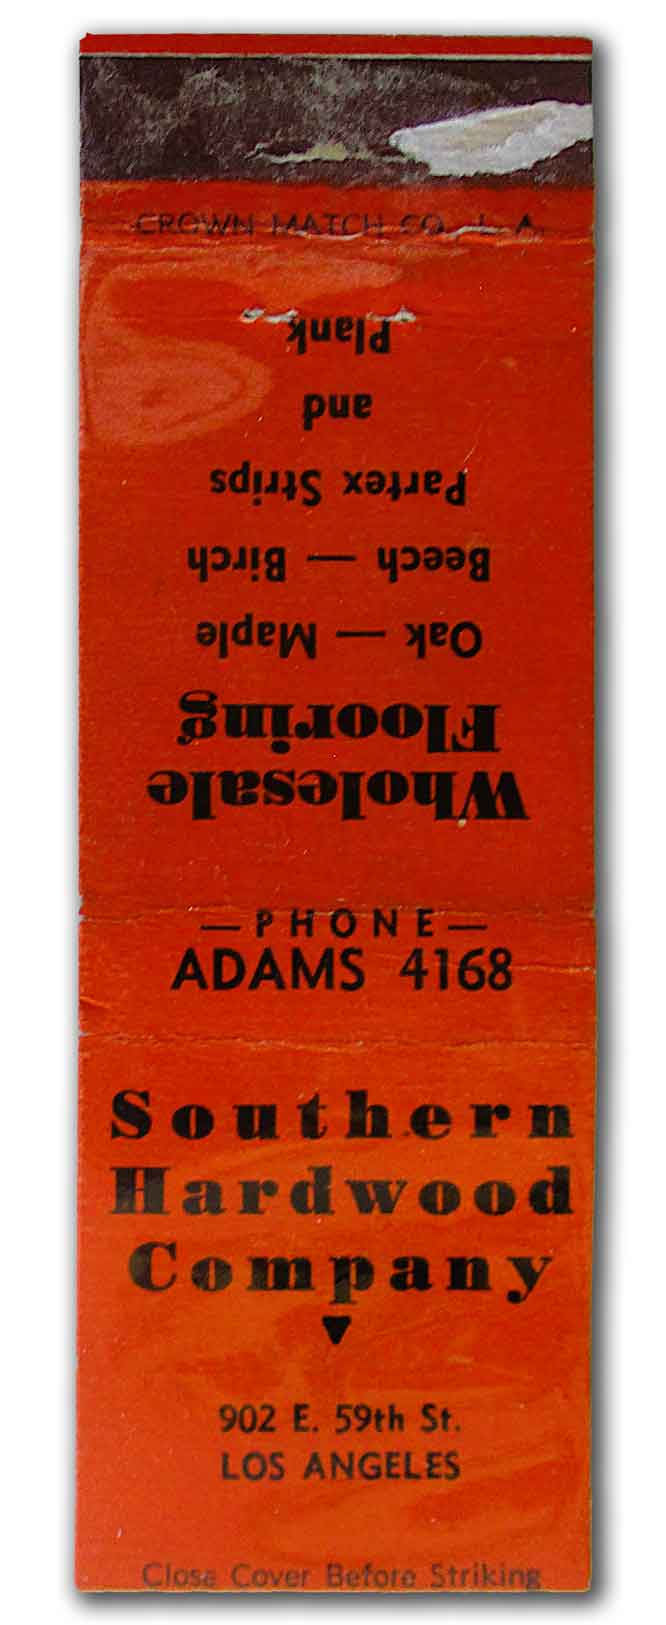 CROWN MATCH CO., L. A.
Wholesale
Flooring
Oak — Maple
Beech — Birch
Partex Strips
and
Plank
—PHONE—
ADAMS 4168
Southern
Hardwood
Company
902 E. 59th St.
LOS ANGELES
Close Cover Before Striking